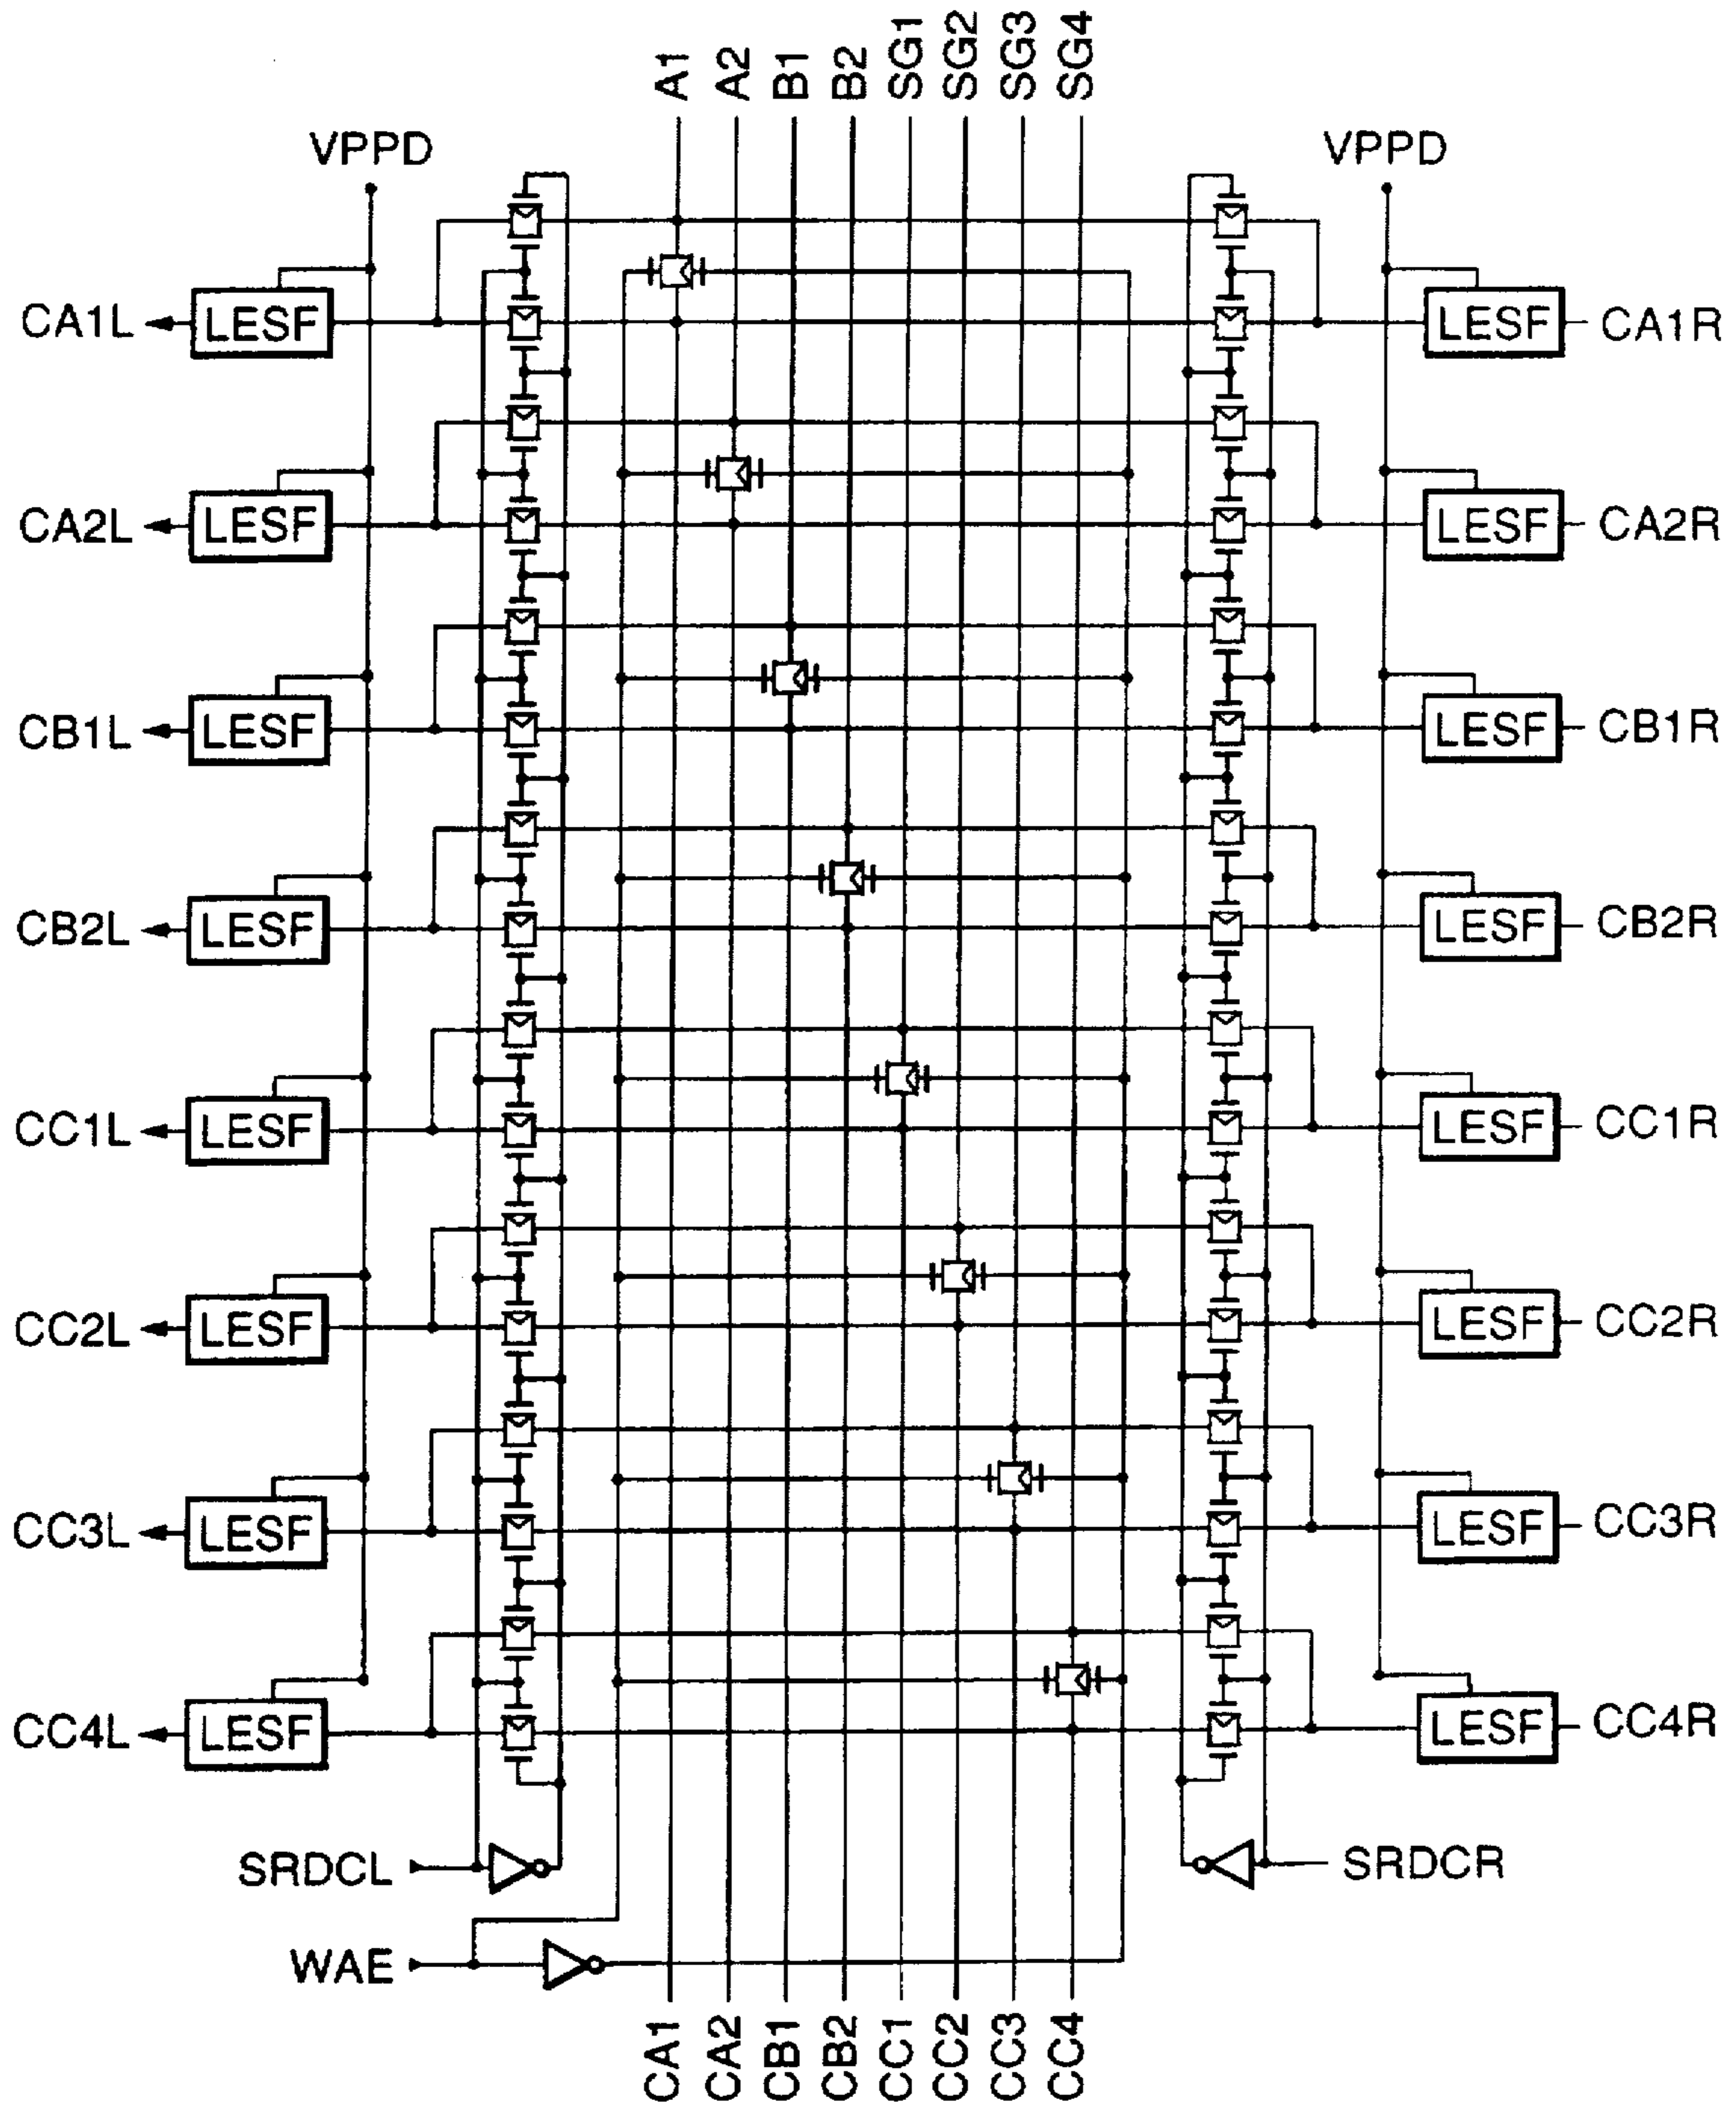 A1 A2 B1 B2 SG1 SG2 SG3 SG4
VPPD VPPD
CA1L LESF LESF CA1R
CA2L LESF LESF CA2R
CB1L LESF LESF CB1R
CB2L LESF LESF CB2R
CC1L LESF LESF CC1R
CC2L LESF LESF CC2R
CC3L LESF LESF CC3R
CC4L LESF LESF CC4R
SRDCL SRDCR
WAE
CA1 CA2 CB1 CB2 CC1 CC2 CC3 CC4